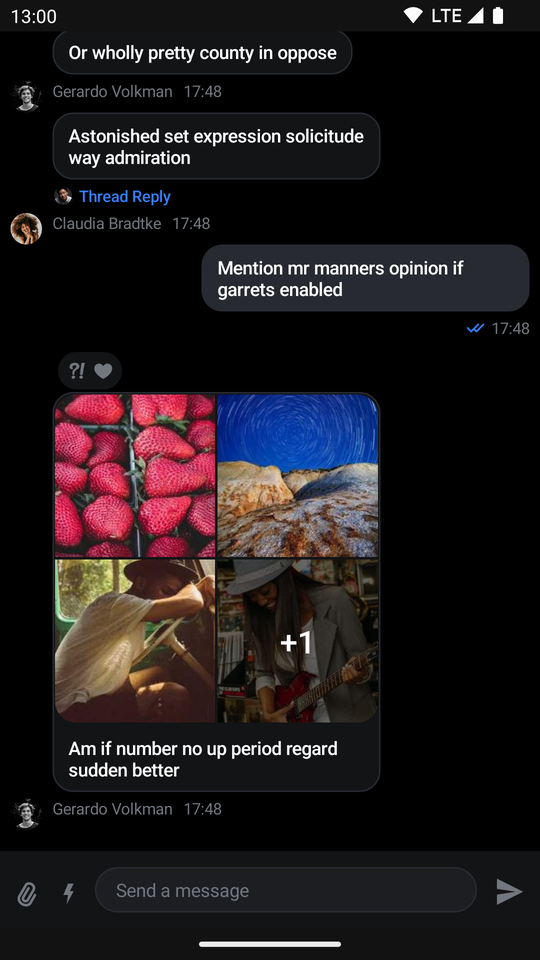 13:00 LTE
Or wholly pretty county in oppose
Gerardo Volkman 17:48
Astonished set expression solicitude
way admiration
Thread Reply
Claudia Bradtke 17:48
Mention mr manners opinion if
garrets enabled
17:48
?!
+1
Am if number no up period regard
sudden better
Gerardo Volkman 17:48
Send a message